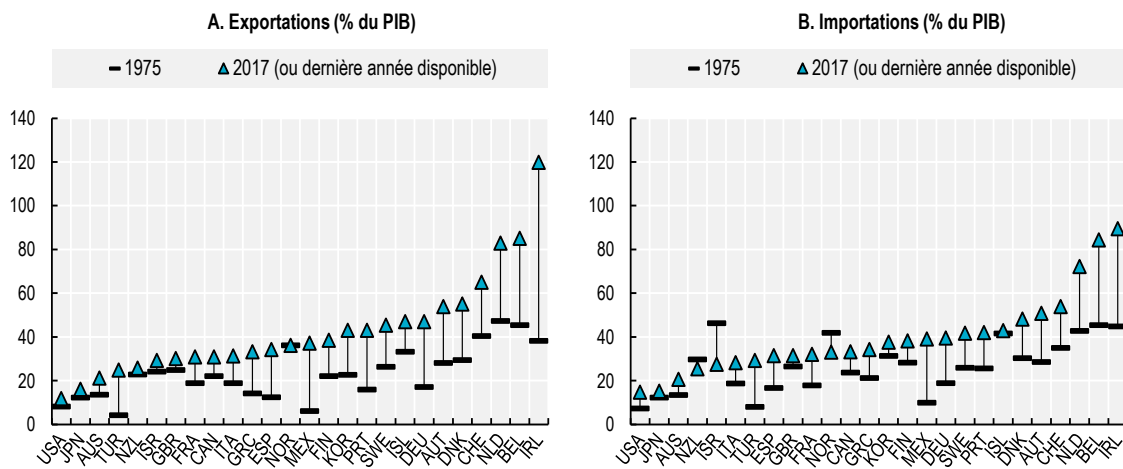 A. Exportations (% du PIB)
1975 2017 (ou dernière année disponible)
140
120
100
80
60
40
20
0
USA JPN AUS TUR NZL ISR GBR FRA CAN ITA GRC ESP NOR MEX FIN KOR PRT SWE ISL DEU AUT DNK CHE NLD BEL IRL
B. Importations (% du PIB)
1975 2017 (ou dernière année disponible)
140
120
100
80
60
40
20
0
USA JPN AUS NZL ISR ITA TUR ESP GBR FRA NOR CAN GRC KOR FIN MEX DEU SWE PRT ISL DNK AUT CHE NLD BEL IRL